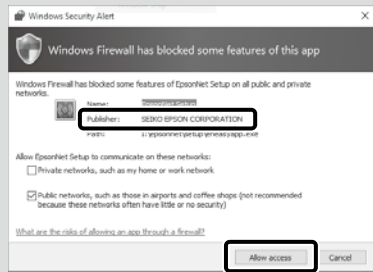 Windows Security Alert
Windows Firewall has blocked some features of this app
Windows Firewall has blocked some features of EpsonNet Setup on all public and private
networks.
Name: EpsonNet Setup
Publisher: SEIKO EPSON CORPORATION
Path:
Allow EpsonNet Setup to communicate on these networks:
Private networks, such as my home or work network
Public networks, such as those in airports and coffee shops (not recommended
because these networks often have little or no security)
What are the risks of allowing an app through a firewall?
Allow access
Cancel